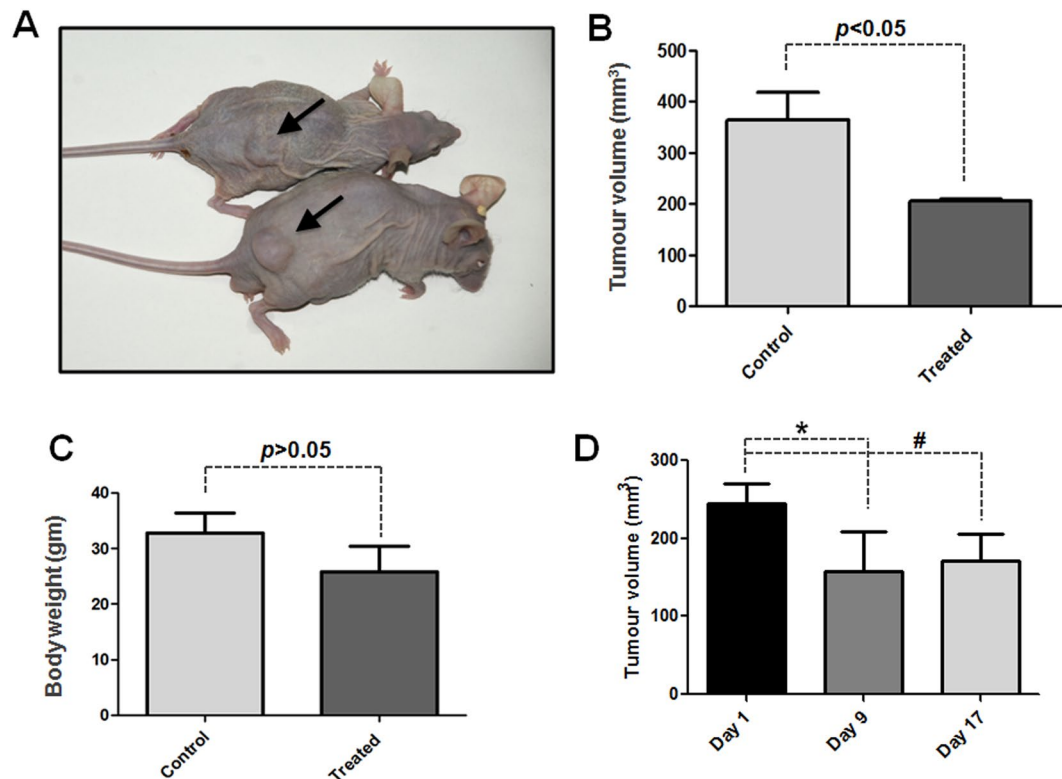 A
B
p<0.05
Tumour volume (mm³)
500
400
300
200
100
0
Control
Treated
C
p>0.05
Bodyweight (gm)
40
30
20
10
0
Control
Treated
D
*
#
Tumour volume (mm³)
300
200
100
0
Day 1
Day 9
Day 17